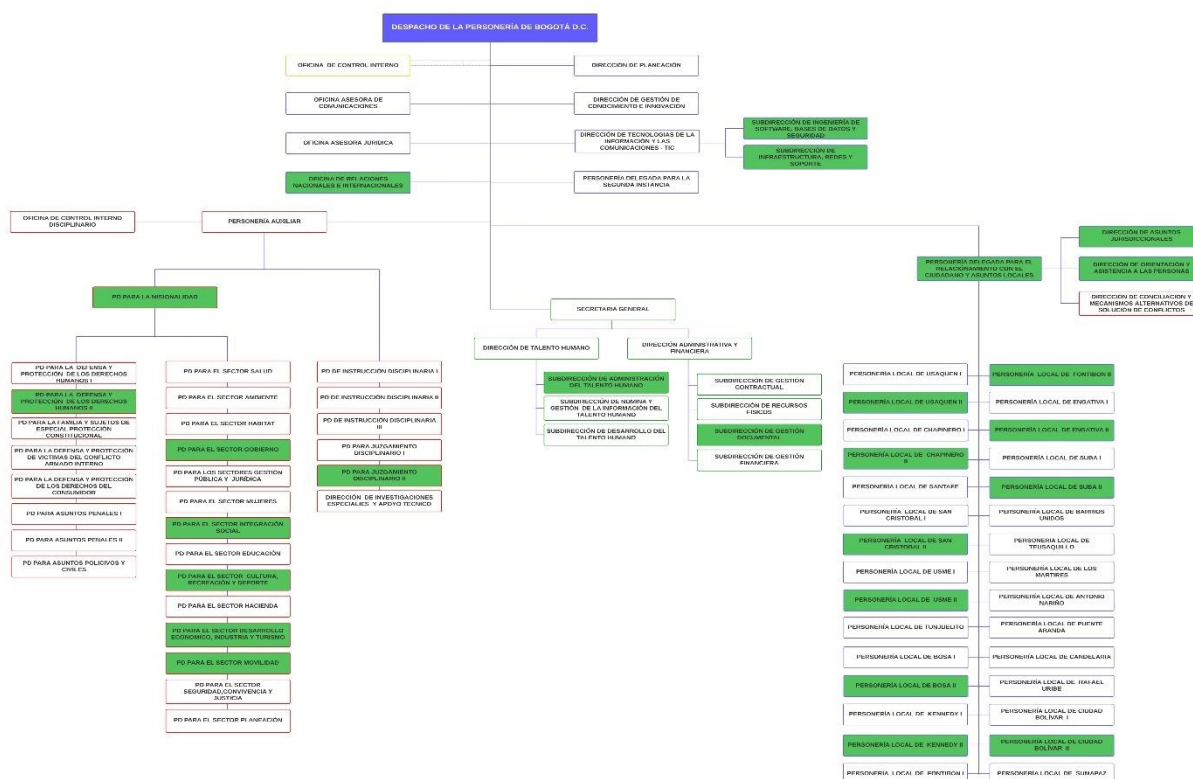 DESPACHO DE LA PERSONERÍA DE BOGOTÁ D.C.
OFICINA DE CONTROL INTERNO
DIRECCIÓN DE PLANEACIÓN
OFICINA ASESORA DE
COMUNICACIONES
DIRECCIÓN DE GESTIÓN DE
CONOCIMIENTO E INNOVACIÓN
OFICINA ASESORA JURÍDICA
DIRECCIÓN DE TECNOLOGIAS DE LA
INFORMACIÓN Y LAS
COMUNICACIONES - TIC
SUBDIRECCIÓN DE INGENIERÍA DE
SOFTWARE, BASES DE DATOS Y
SEGURIDAD
SUBDIRECCIÓN DE
INFRAESTRUCTURA, REDES Y
SOPORTE
OFICINA DE RELACIONES
NACIONALES E INTERNACIONALES
PERSONERÍA DELEGADA PARA LA
SEGUNDA INSTANCIA
OFICINA DE CONTROL INTERNO
DISCIPLINARIO
PERSONERÍA AUXILIAR
PERSONERÍA DELEGADA PARA EL
RELACIONAMIENTO CON EL
CIUDADANO Y ASUNTOS LOCALES
DIRECCIÓN DE ASUNTOS
JURISDICCIONALES
DIRECCIÓN DE ORIENTACIÓN Y
ASISTENCIA A LAS PERSONAS
DIRECCIÓN DE CONCILIACION Y
MECANISMOS ALTERNATIVOS DE
SOLUCIÓN DE CONFLICTOS
PD PARA LA MISIONALIDAD
SECRETARIA GENERAL
DIRECCIÓN DE TALENTO HUMANO
DIRECCIÓN ADMINISTRATIVA Y
FINANCIERA
PD PARA LA DEFENSA Y
PROTECCIÓN DE LOS DERECHOS
HUMANOS I
PD PARA LA DEFENSA Y
PROTECCIÓN DE LOS DERECHOS
HUMANOS II
PD PARA LA FAMILIA Y SUJETOS DE
ESPECIAL PROTECCIÓN
CONSTITUCIONAL
PD PARA LA DEFENSA Y PROTECCIÓN
DE VICTIMAS DEL CONFLICTO
ARMADO INTERNO
PD PARA LA DEFENSA Y PROTECCIÓN
DE LOS DERECHOS DEL
CONSUMIDOR
PD PARA ASUNTOS PENALES I
PD PARA ASUNTOS PENALES II
PD PARA ASUNTOS POLICIVOS Y
CIVILES
PD PARA EL SECTOR SALUD
PD PARA EL SECTOR AMBIENTE
PD PARA EL SECTOR HABITAT
PD PARA EL SECTOR GOBIERNO
PD PARA LOS SECTORES GESTIÓN
PÚBLICA Y JURÍDICA
PD PARA EL SECTOR MUJERES
PD PARA EL SECTOR INTEGRACIÓN
SOCIAL
PD PARA EL SECTOR EDUCACIÓN
PD PARA EL SECTOR CULTURA,
RECREACIÓN Y DEPORTE
PD PARA EL SECTOR HACIENDA
PD PARA EL SECTOR DESARROLLO
ECONOMICO, INDUSTRIA Y TURISMO
PD PARA EL SECTOR MOVILIDAD
PD PARA EL SECTOR
SEGURIDAD,CONVIVENCIA Y
JUSTICIA
PD PARA EL SECTOR PLANEACIÓN
PD DE INSTRUCCIÓN DISCIPLINARIA I
PD DE INSTRUCCIÓN DISCIPLINARIA II
PD DE INSTRUCCIÓN DISCIPLINARIA
III
PD PARA JUZGAMIENTO
DISCIPLINARIO I
PD PARA JUZGAMIENTO
DISCIPLINARIO II
DIRECCIÓN DE INVESTIGACIONES
ESPECIALES Y APOYO TECNICO
SUBDIRECCIÓN DE ADMINISTRACIÓN
DEL TALENTO HUMANO
SUBDIRECCIÓN DE NOMINA Y
GESTIÓN DE LA INFORMACIÓN DEL
TALENTO HUMANO
SUBDIRECCIÓN DE DESARROLLO DEL
TALENTO HUMANO
SUBDIRECCIÓN DE GESTIÓN
CONTRACTUAL
SUBDIRECCIÓN DE RECURSOS
FÍSICOS
SUBDIRECCIÓN DE GESTIÓN
DOCUMENTAL
SUBDIRECCIÓN DE GESTIÓN
FINANCIERA
PERSONERÍA LOCAL DE USAQUEN I
PERSONERÍA LOCAL DE USAQUEN II
PERSONERÍA LOCAL DE CHAPINERO I
PERSONERÍA LOCAL DE CHAPINERO
II
PERSONERÍA LOCAL DE SANTAFE
PERSONERÍA LOCAL DE SAN
CRISTOBAL I
PERSONERÍA LOCAL DE SAN
CRISTOBAL II
PERSONERÍA LOCAL DE USME I
PERSONERÍA LOCAL DE USME II
PERSONERÍA LOCAL DE TUNJUELITO
PERSONERÍA LOCAL DE BOSA I
PERSONERÍA LOCAL DE BOSA II
PERSONERÍA LOCAL DE KENNEDY I
PERSONERÍA LOCAL DE KENNEDY II
PERSONERÍA LOCAL DE FONTIBON I
PERSONERÍA LOCAL DE FONTIBON II
PERSONERÍA LOCAL DE ENGATIVA I
PERSONERÍA LOCAL DE ENGATIVA II
PERSONERÍA LOCAL DE SUBA I
PERSONERÍA LOCAL DE SUBA II
PERSONERÍA LOCAL DE BARRIOS
UNIDOS
PERSONERÍA LOCAL DE
TEUSAQUILLO
PERSONERÍA LOCAL DE LOS
MARTIRES
PERSONERÍA LOCAL DE ANTONIO
NARIÑO
PERSONERÍA LOCAL DE PUENTE
ARANDA
PERSONERÍA LOCAL DE CANDELARIA
PERSONERÍA LOCAL DE RAFAEL
URIBE
PERSONERÍA LOCAL DE CIUDAD
BOLÍVAR I
PERSONERÍA LOCAL DE CIUDAD
BOLÍVAR II
PERSONERÍA LOCAL DE SUMAPAZ